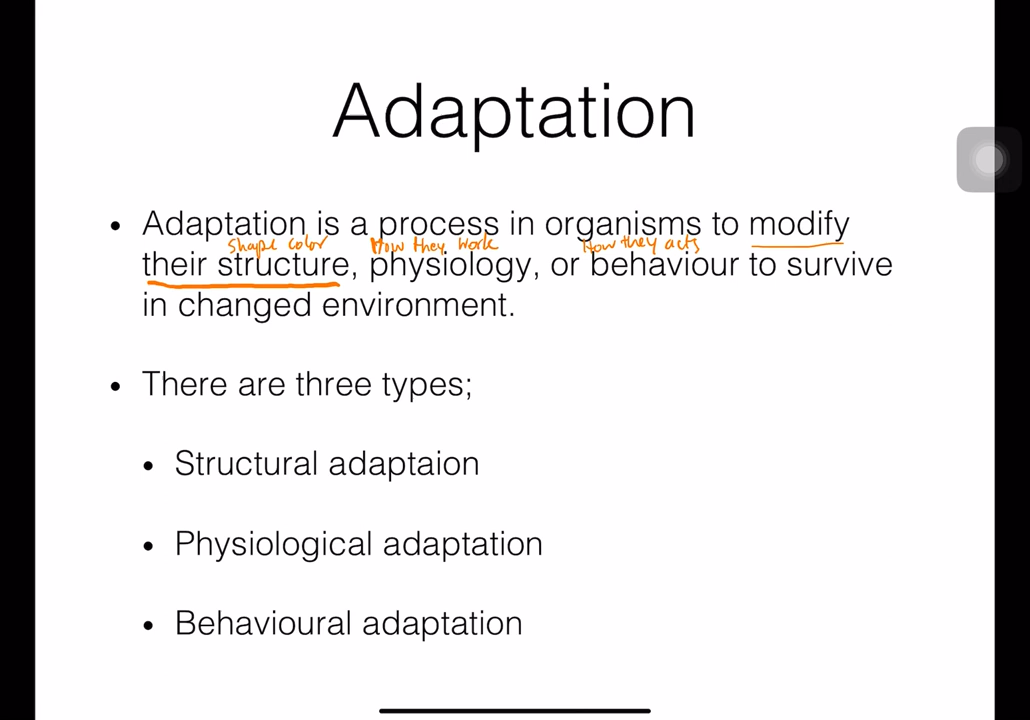 Adaptation
• Adaptation is a process in organisms to modify
Shape color How they work How they acts
their structure, physiology, or behaviour to survive
in changed environment.
• There are three types;
• Structural adaptaion
• Physiological adaptation
• Behavioural adaptation